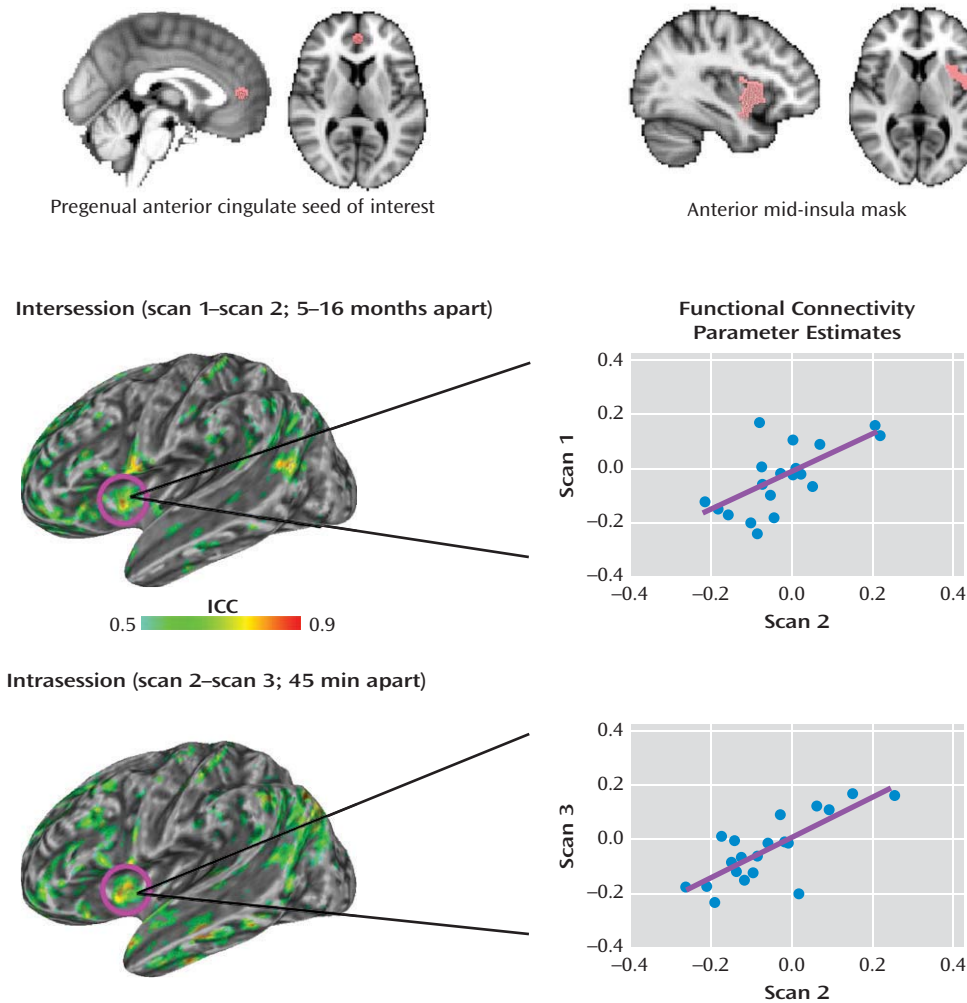 Pregenual anterior cingulate seed of interest
Anterior mid-insula mask
Intersession (scan 1–scan 2; 5–16 months apart)
ICC
0.5
0.9
Functional Connectivity
Parameter Estimates
Scan 1
0.4
0.2
0.0
–0.2
–0.4
–0.4
–0.2
0.0
0.2
0.4
Scan 2
Intrasession (scan 2–scan 3; 45 min apart)
Scan 3
0.4
0.2
0.0
–0.2
–0.4
–0.4
–0.2
0.0
0.2
0.4
Scan 2